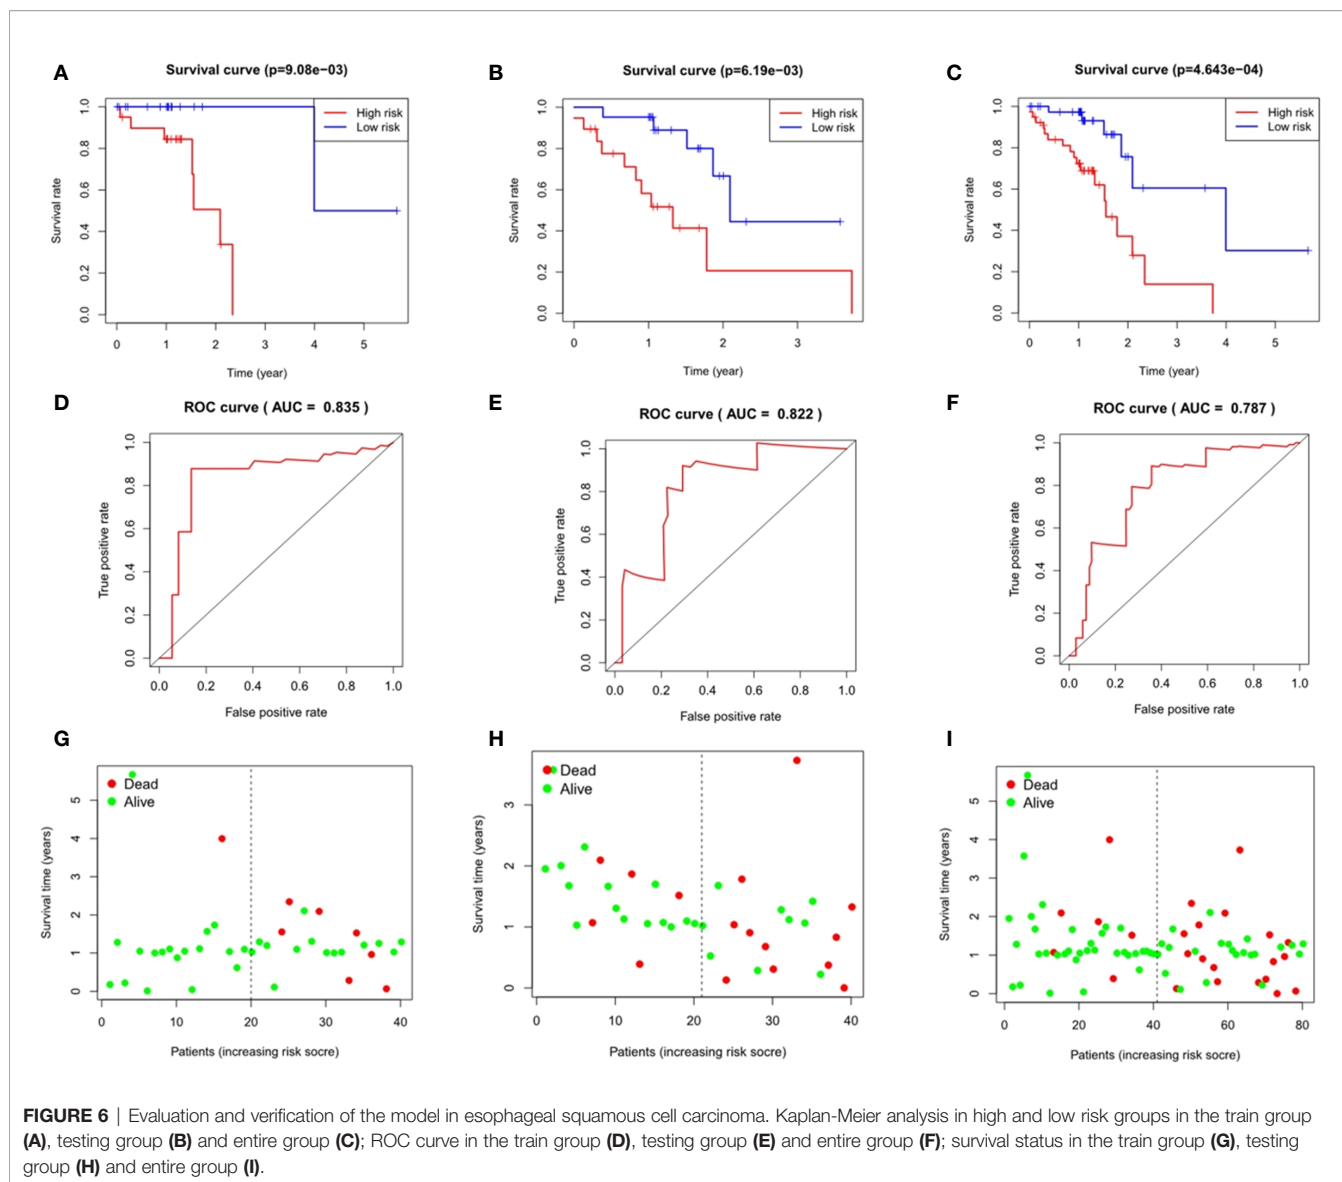 A
Survival curve (p=9.08e−03)
High risk
Low risk
Survival rate
0.0 0.2 0.4 0.6 0.8 1.0
0 1 2 3 4 5
Time (year)
B
Survival curve (p=6.19e−03)
High risk
Low risk
Survival rate
0.0 0.2 0.4 0.6 0.8 1.0
0 1 2 3
Time (year)
C
Survival curve (p=4.643e−04)
High risk
Low risk
Survival rate
0.0 0.2 0.4 0.6 0.8 1.0
0 1 2 3 4 5
Time (year)
D
ROC curve ( AUC = 0.835 )
True positive rate
0.0 0.2 0.4 0.6 0.8 1.0
0.0 0.2 0.4 0.6 0.8 1.0
False positive rate
E
ROC curve ( AUC = 0.822 )
True positive rate
0.0 0.2 0.4 0.6 0.8 1.0
0.0 0.2 0.4 0.6 0.8 1.0
False positive rate
F
ROC curve ( AUC = 0.787 )
True positive rate
0.0 0.2 0.4 0.6 0.8 1.0
0.0 0.2 0.4 0.6 0.8 1.0
False positive rate
G
Dead
Alive
Survival time (years)
0 1 2 3 4 5
0 10 20 30 40
Patients (increasing risk socre)
H
Dead
Alive
Survival time (years)
0 1 2 3
0 10 20 30 40
Patients (increasing risk socre)
I
Dead
Alive
Survival time (years)
0 1 2 3 4 5
0 20 40 60 80
Patients (increasing risk socre)
FIGURE 6 | Evaluation and verification of the model in esophageal squamous cell carcinoma. Kaplan-Meier analysis in high and low risk groups in the train group
(A), testing group (B) and entire group (C); ROC curve in the train group (D), testing group (E) and entire group (F); survival status in the train group (G), testing
group (H) and entire group (I).